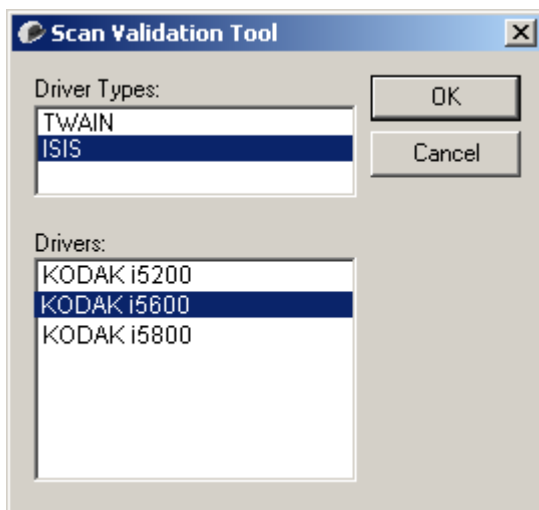 Scan Validation Tool
Driver Types:
TWAIN
ISIS
OK
Cancel
Drivers:
KODAK i5200
KODAK i5600
KODAK i5800